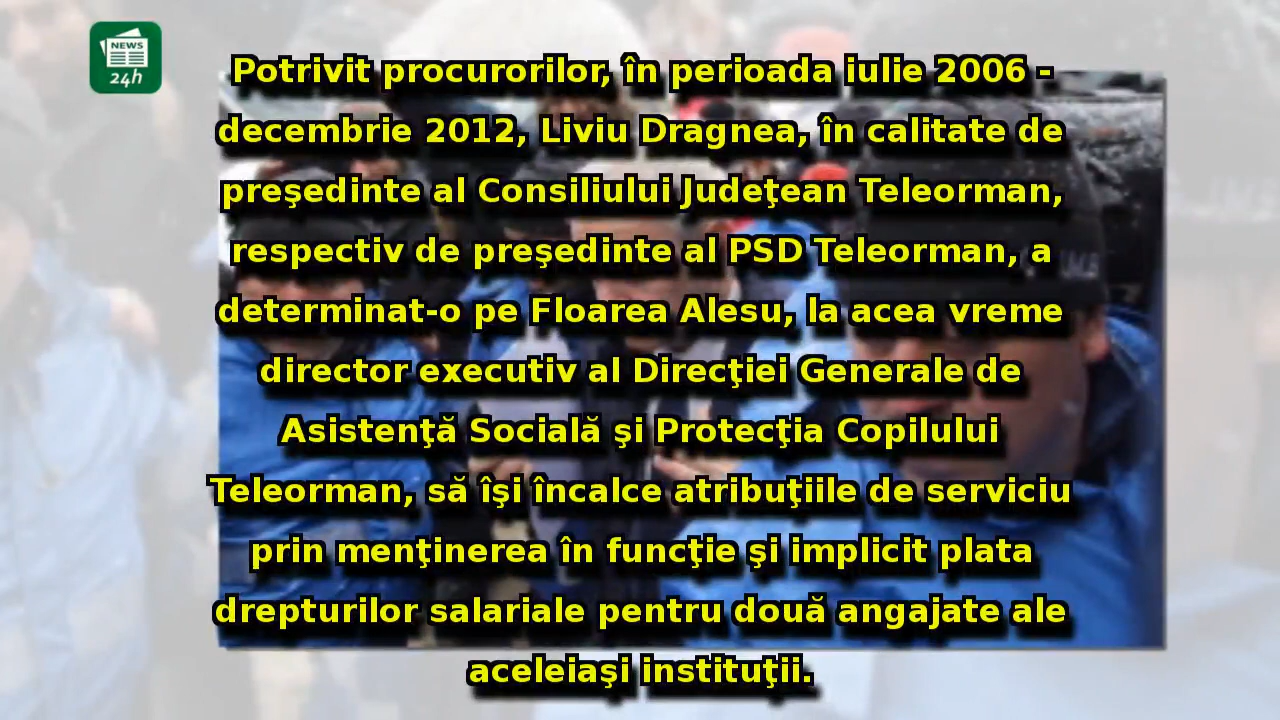 NEWS
24h
Potrivit procurorilor, în perioada iulie 2006 -
decembrie 2012, Liviu Dragnea, în calitate de
preşedinte al Consiliului Judeţean Teleorman,
respectiv de preşedinte al PSD Teleorman, a
determinat-o pe Floarea Alesu, la acea vreme
director executiv al Direcţiei Generale de
Asistenţă Socială şi Protecţia Copilului
Teleorman, să îşi încalce atribuţiile de serviciu
prin menţinerea în funcţie şi implicit plata
drepturilor salariale pentru două angajate ale
aceleiaşi instituţii.